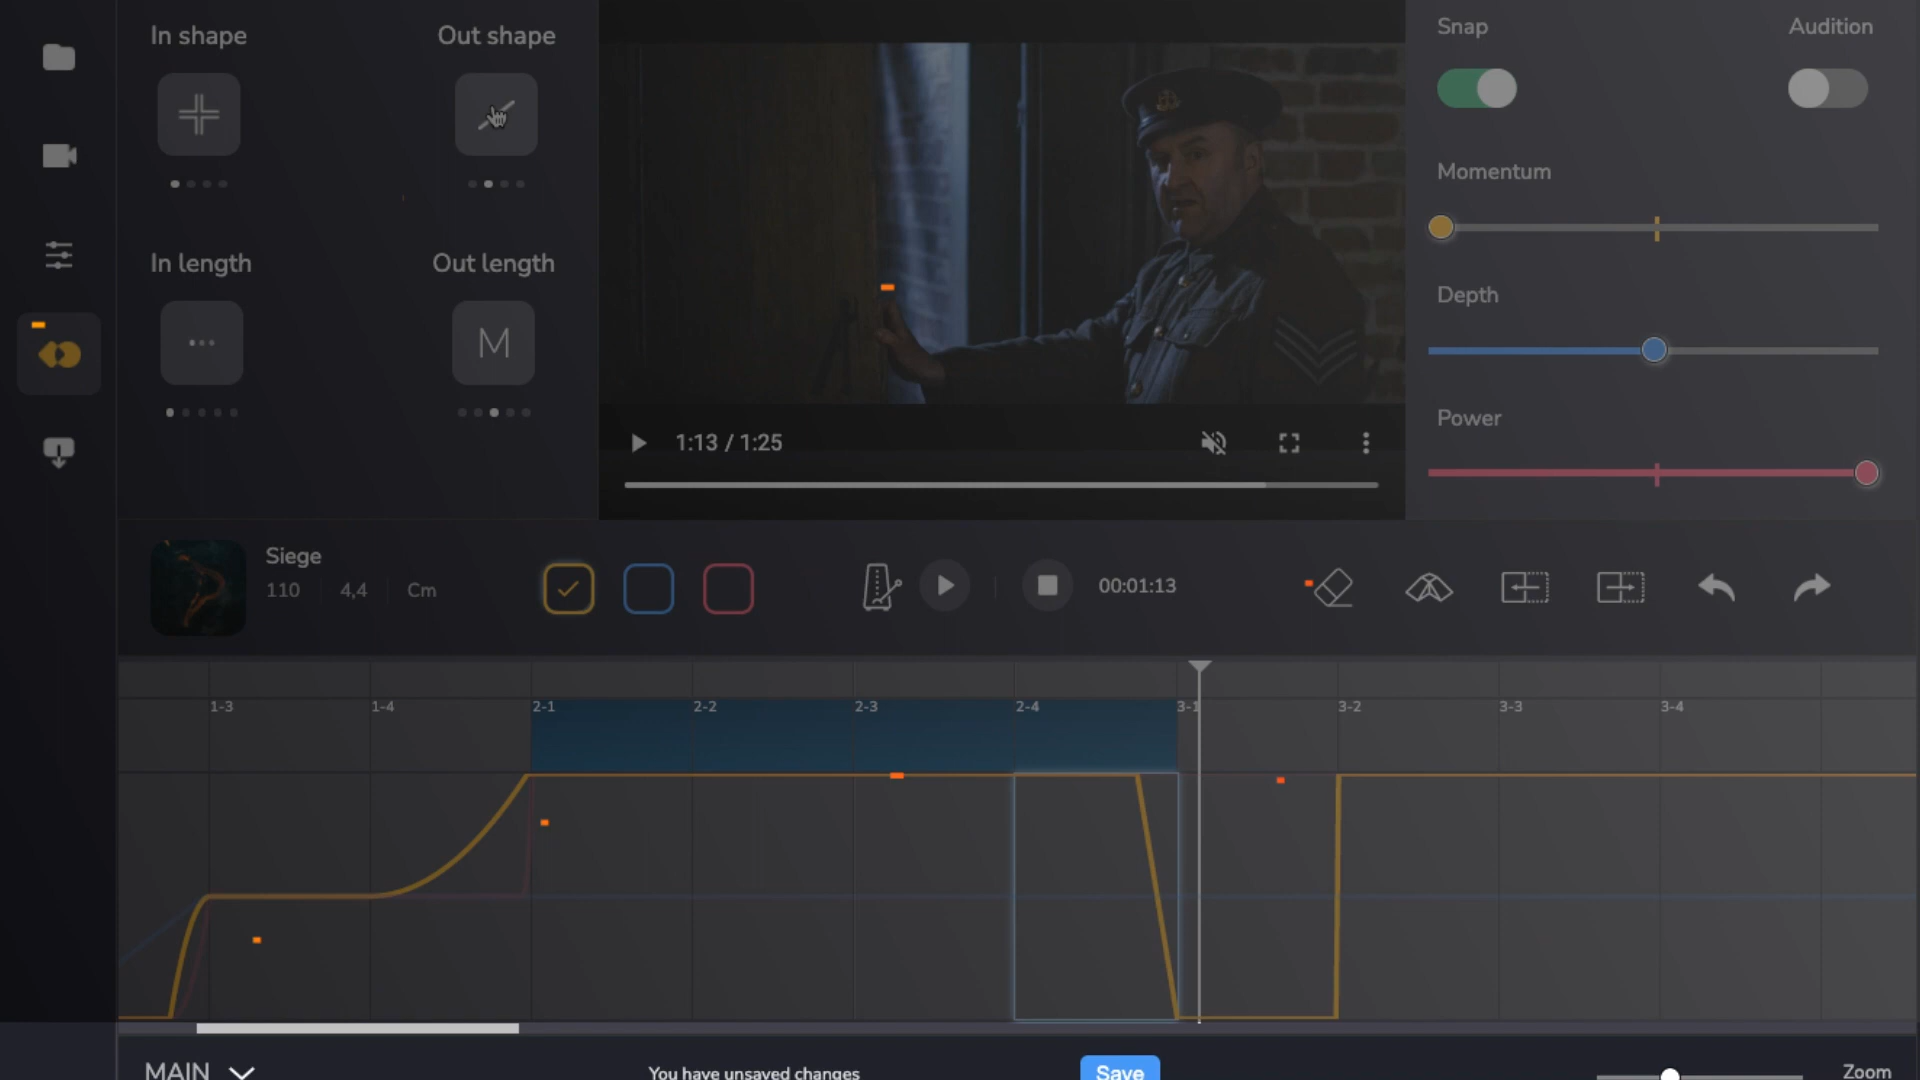 In shape
Out shape
Snap
Audition
Momentum
In length
Out length
M
Depth
Power
1:13 / 1:25
Siege
110
4,4
Cm
00:01:13
1-3
1-4
2-1
2-2
2-3
2-4
3-1
3-2
3-3
3-4
MAIN
You have unsaved changes
Save
Zoom